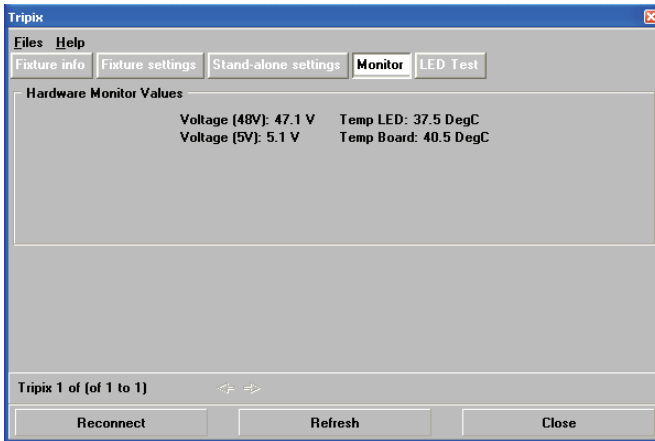 Tripix
Files Help
Fixture info Fixture settings Stand-alone settings Monitor LED Test
Hardware Monitor Values
Voltage (48V): 47.1 V Temp LED: 37.5 DegC
Voltage (5V): 5.1 V Temp Board: 40.5 DegC
Tripix 1 of (of 1 to 1) <= =>
Reconnect Refresh Close